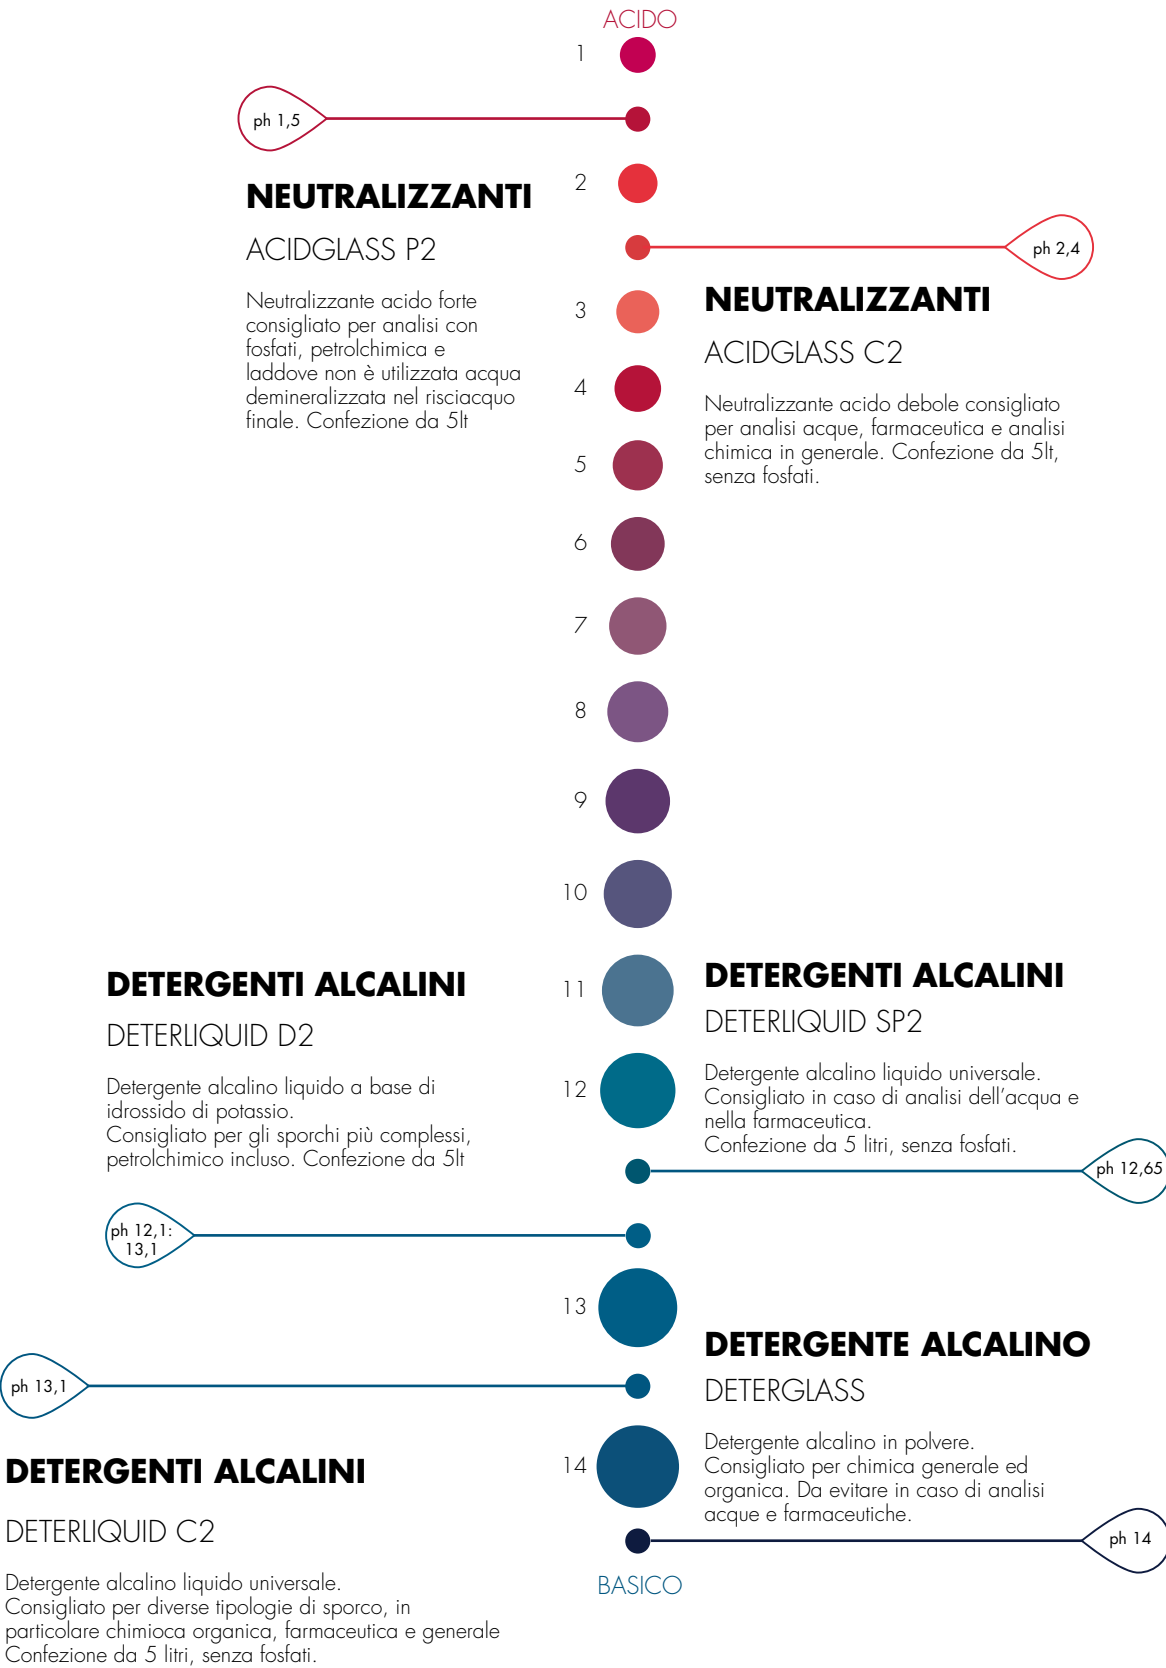 ACIDO
1
ph 1,5
2
NEUTRALIZZANTI
ACIDGLASS P2
Neutralizzante acido forte
consigliato per analisi con
fosfati, petrolchimica e
laddove non è utilizzata acqua
demineralizzata nel risciacquo
finale. Confezione da 5lt
ph 2,4
3
NEUTRALIZZANTI
ACIDGLASS C2
Neutralizzante acido debole consigliato
per analisi acque, farmaceutica e analisi
chimica in generale. Confezione da 5lt,
senza fosfati.
4
5
6
7
8
9
10
11
DETERGENTI ALCALINI
DETERLIQUID D2
Detergente alcalino liquido a base di
idrossido di potassio.
Consigliato per gli sporchi più complessi,
petrolchimico incluso. Confezione da 5lt
DETERGENTI ALCALINI
DETERLIQUID SP2
Detergente alcalino liquido universale.
Consigliato in caso di analisi dell'acqua e
nella farmaceutica.
Confezione da 5 litri, senza fosfati.
12
ph 12,65
ph 12,1:
13,1
13
ph 13,1
DETERGENTE ALCALINO
DETERGLASS
Detergente alcalino in polvere.
Consigliato per chimica generale ed
organica. Da evitare in caso di analisi
acque e farmaceutiche.
14
ph 14
BASICO
DETERGENTI ALCALINI
DETERLIQUID C2
Detergente alcalino liquido universale.
Consigliato per diverse tipologie di sporco, in
particolare chimioca organica, farmaceutica e generale
Confezione da 5 litri, senza fosfati.